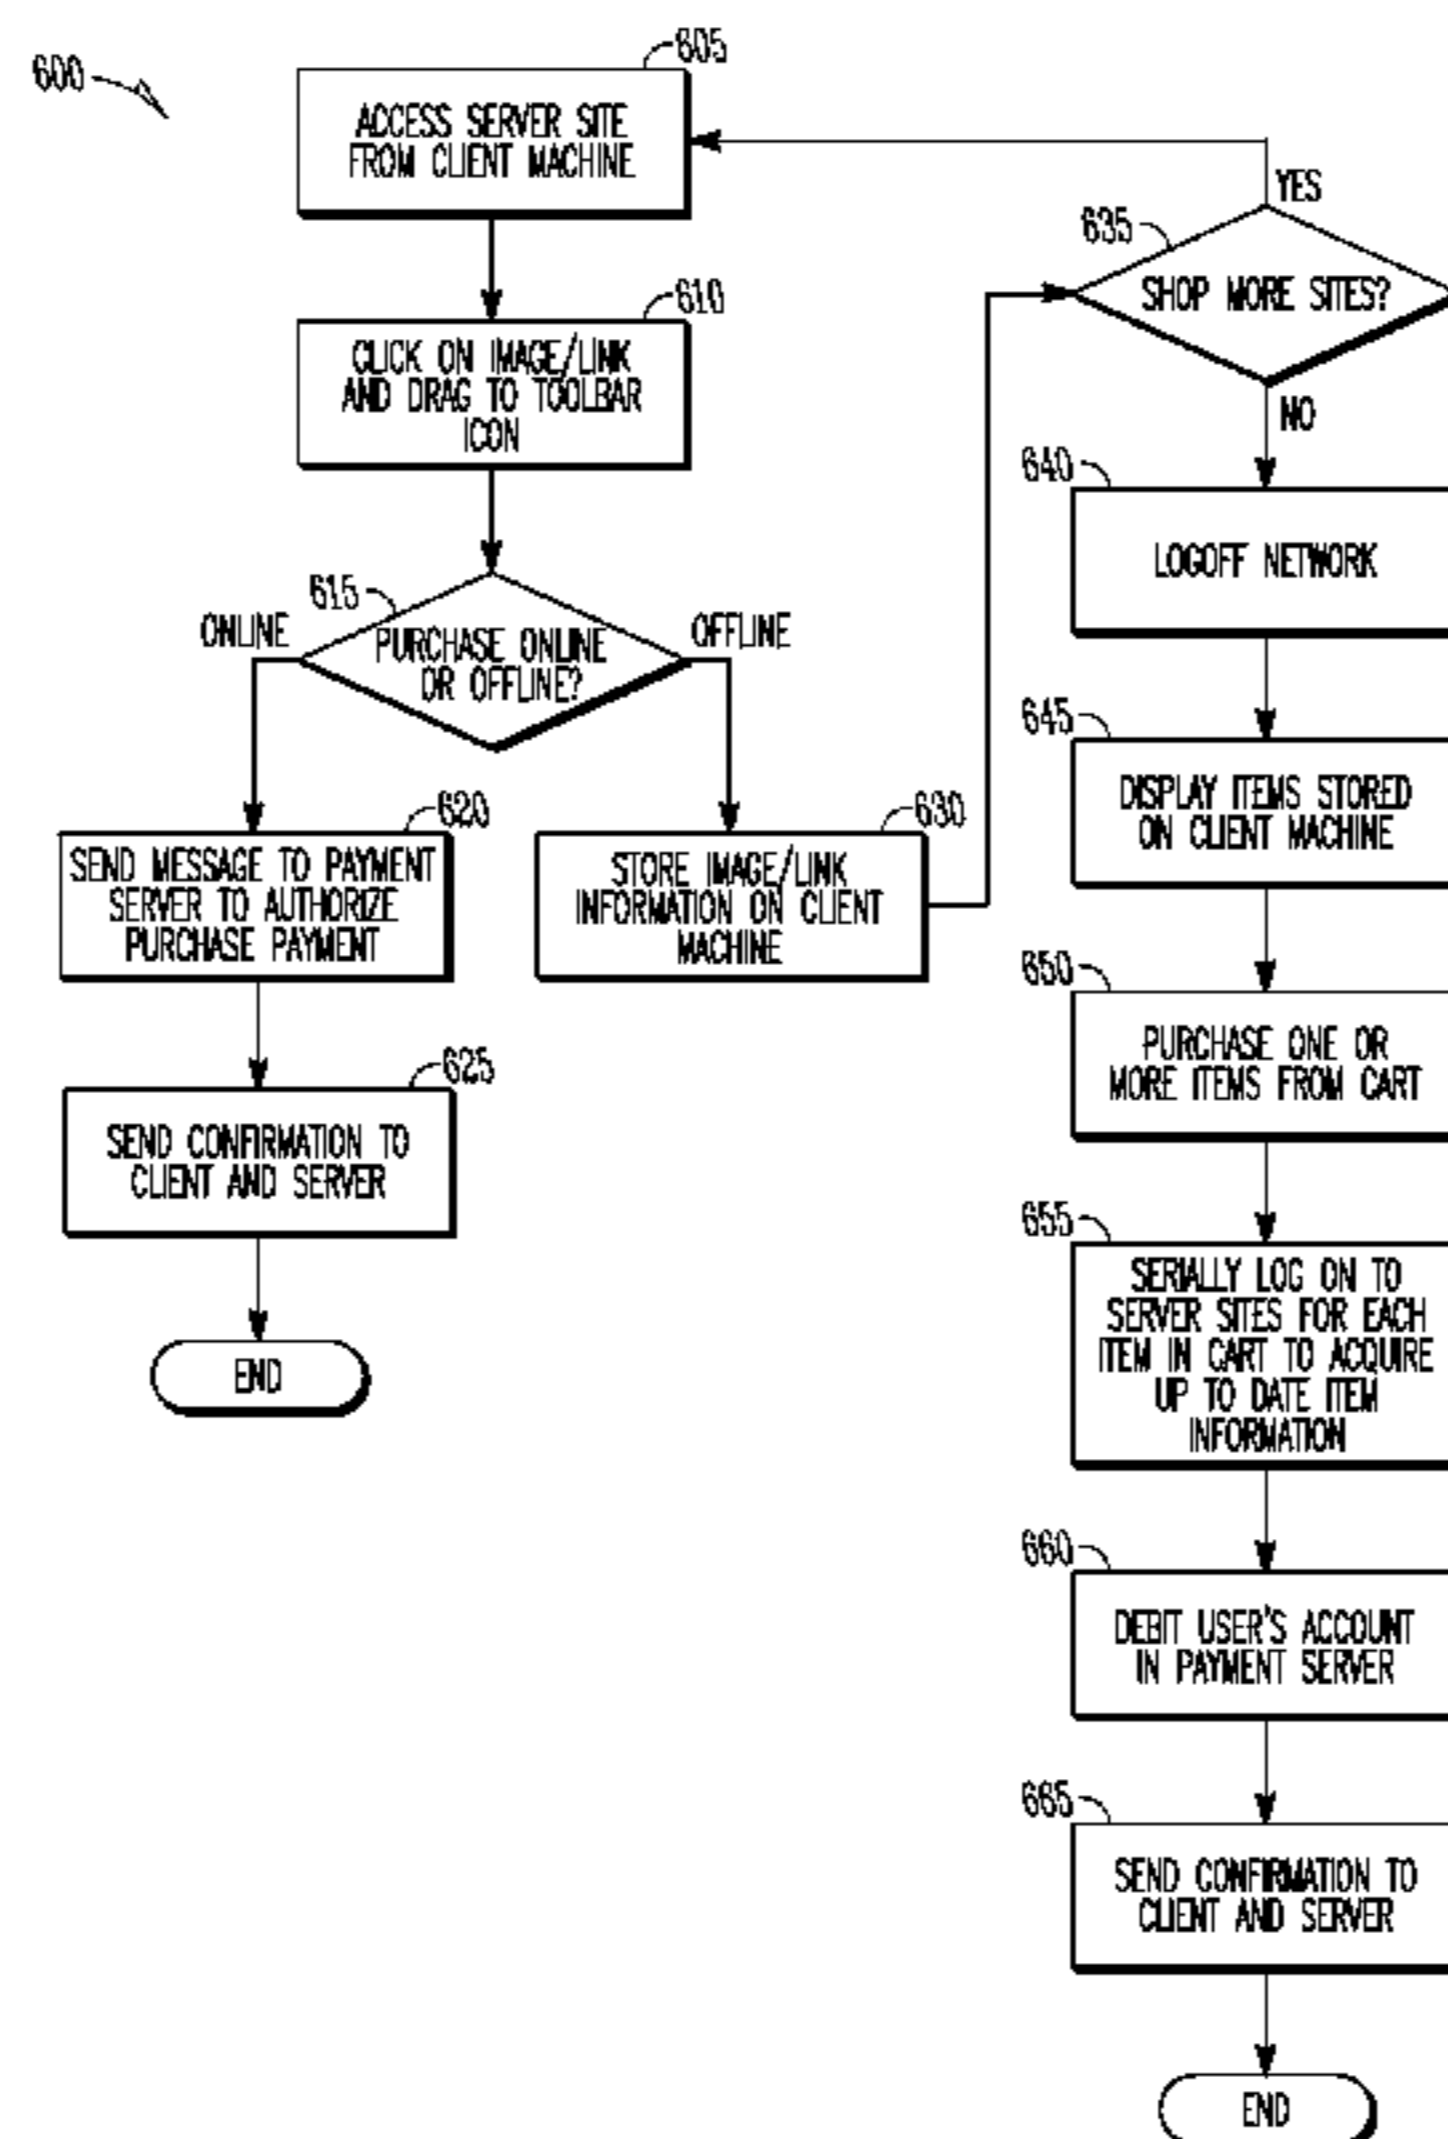 600
605
ACCESS SERVER SITE
FROM CLIENT MACHINE
610
CLICK ON IMAGE/LINK
AND DRAG TO TOOLBAR
ICON
615
ONLINE
PURCHASE ONLINE
OR OFFLINE?
OFFLINE
620
SEND MESSAGE TO PAYMENT
SERVER TO AUTHORIZE
PURCHASE PAYMENT
625
SEND CONFIRMATION TO
CLIENT AND SERVER
END
630
STORE IMAGE/LINK
INFORMATION ON CLIENT
MACHINE
YES
635
SHOP MORE SITES?
NO
640
LOGOFF NETWORK
645
DISPLAY ITEMS STORED
ON CLIENT MACHINE
650
PURCHASE ONE OR
MORE ITEMS FROM CART
655
SERIALLY LOG ON TO
SERVER SITES FOR EACH
ITEM IN CART TO ACQUIRE
UP TO DATE ITEM
INFORMATION
660
DEBIT USER'S ACCOUNT
IN PAYMENT SERVER
665
SEND CONFIRMATION TO
CLIENT AND SERVER
END